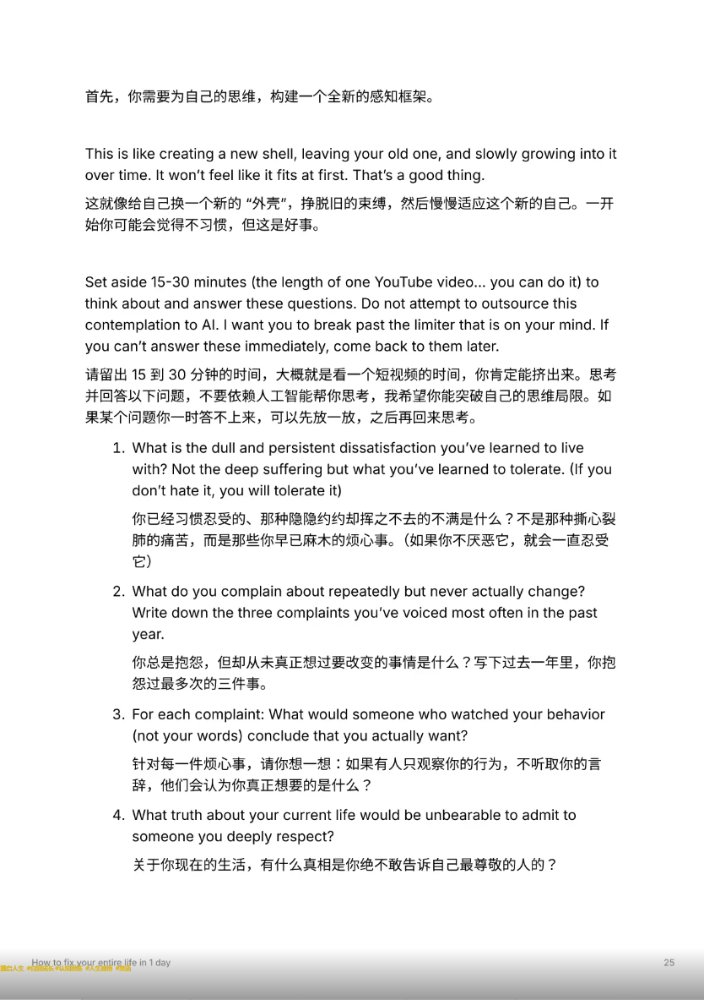 首先，你需要为自己的思维，构建一个全新的感知框架。
This is like creating a new shell, leaving your old one, and slowly growing into it
over time. It won’t feel like it fits at first. That’s a good thing.
这就像给自己换一个新的 “外壳”，挣脱旧的束缚，然后慢慢适应这个新的自己。一开
始你可能会觉得不习惯，但这是好事。
Set aside 15-30 minutes (the length of one YouTube video… you can do it) to
think about and answer these questions. Do not attempt to outsource this
contemplation to AI. I want you to break past the limiter that is on your mind. If
you can’t answer these immediately, come back to them later.
请留出 15 到 30 分钟的时间，大概就是看一个短视频的时间，你肯定能挤出来。思考
并回答以下问题，不要依赖人工智能帮你思考，我希望你能突破自己的思维局限。如
果某个问题你一时答不上来，可以先放一放，之后再回来思考。
1. What is the dull and persistent dissatisfaction you’ve learned to live
with? Not the deep suffering but what you’ve learned to tolerate. (If you
don’t hate it, you will tolerate it)
你已经习惯忍受的、那种隐隐约约却挥之不去的不满是什么？不是那种撕心裂
肺的痛苦，而是那些你早已麻木的烦心事。（如果你不厌恶它，就会一直忍受
它）
2. What do you complain about repeatedly but never actually change?
Write down the three complaints you’ve voiced most often in the past
year.
你总是抱怨，但却从未真正想过要改变的事情是什么？写下过去一年里，你抱
怨过最多次的三件事。
3. For each complaint: What would someone who watched your behavior
(not your words) conclude that you actually want?
针对每一件烦心事，请你想一想：如果有人只观察你的行为，不听取你的言
辞，他们会认为你真正想要的是什么？
4. What truth about your current life would be unbearable to admit to
someone you deeply respect?
关于你现在的生活，有什么真相是你绝不敢告诉自己最尊敬的人的？
How to fix your entire life in 1 day
25